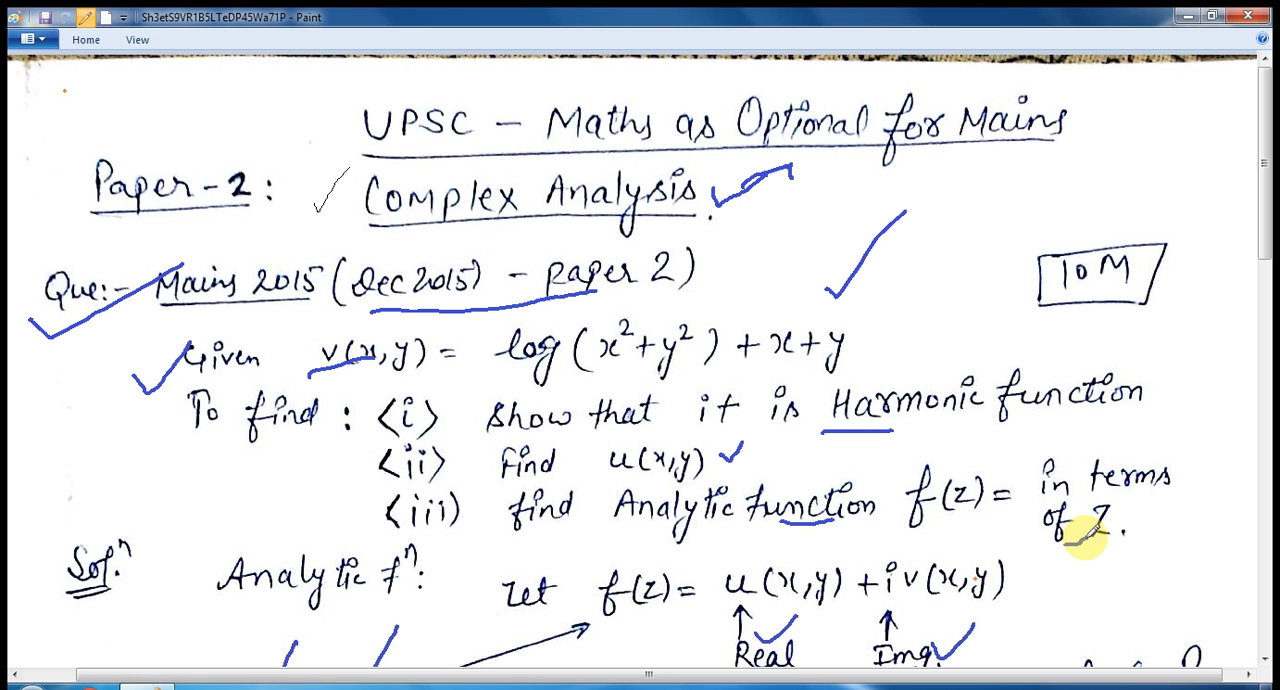 Sh3etS9VR1B5LTeDP45Wa71P - Paint
Home View
UPSC - Maths as Optional for Mains
Paper-2: Complex Analysis.
Que:- Mains 2015 (Dec 2015) - paper 2) 10 M
Given v(x,y) = log(x²+y²)+x+y
To find: <i> Show that it is Harmonic function
<ii> Find u(x,y)
<iii) find Analytic function f(z) = in terms of Z.
Solⁿ. Analytic fⁿ: Let f(z) = u(x,y) + i v(x,y)
Real Img.